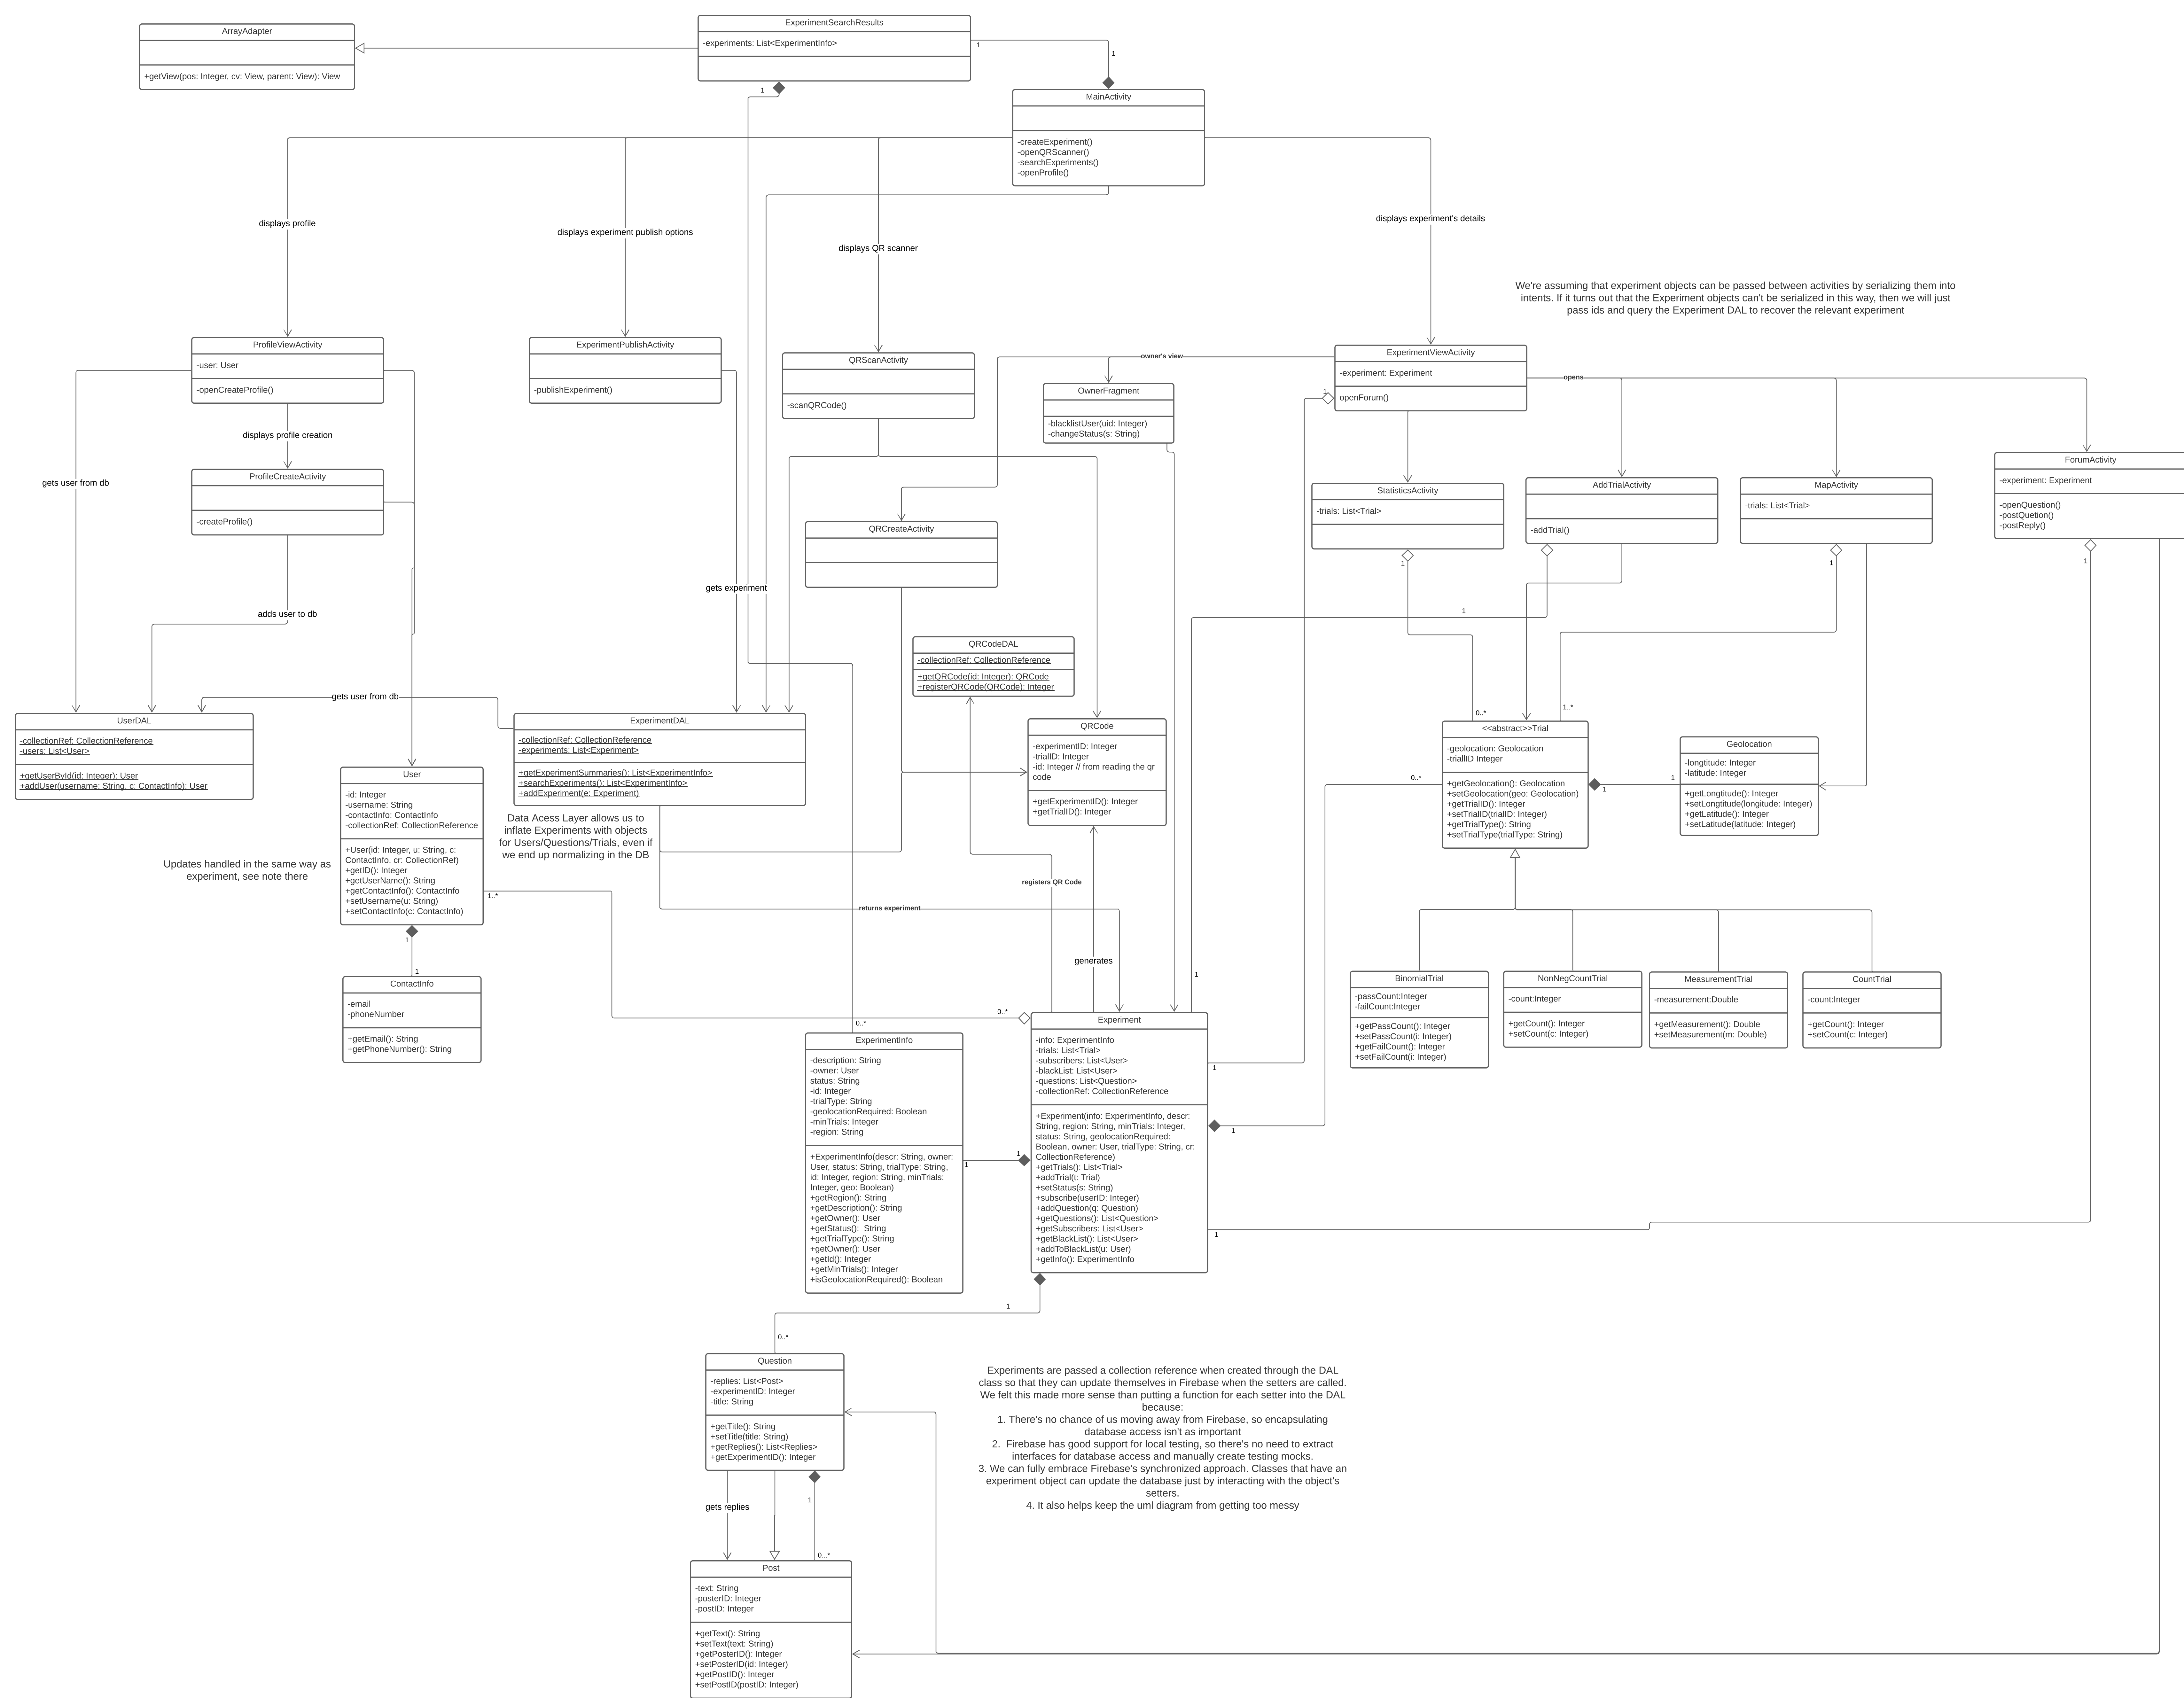 ArrayAdapter
+getView(pos: Integer, cv: View, parent: View): View
ExperimentSearchResults
-experiments: List<ExperimentInfo>
1
1
1
MainActivity
-createExperiment()
-openQRScanner()
-searchExperiments()
-openProfile()
displays profile
displays experiment publish options
displays QR scanner
displays experiment's details
We're assuming that experiment objects can be passed between activities by serializing them into
intents. If it turns out that the Experiment objects can't be serialized in this way, then we will just
pass ids and query the Experiment DAL to recover the relevant experiment
ProfileViewActivity
-user: User
-openCreateProfile()
ExperimentPublishActivity
-publishExperiment()
QRScanActivity
-scanQRCode()
owner's view
OwnerFragment
-blacklistUser(uid: Integer)
-changeStatus(s: String)
ExperimentViewActivity
-experiment: Experiment
openForum()
1
opens
displays profile creation
gets user from db
ProfileCreateActivity
-createProfile()
QRCreateActivity
StatisticsActivity
-trials: List<Trial>
1
AddTrialActivity
-addTrial()
MapActivity
-trials: List<Trial>
1
ForumActivity
-experiment: Experiment
-openQuestion()
-postQuetion()
-postReply()
1
gets experiment
adds user to db
1
QRCodeDAL
-collectionRef: CollectionReference
+getQRCode(id: Integer): QRCode
+registerQRCode(QRCode): Integer
gets user from db
UserDAL
-collectionRef: CollectionReference
-users: List<User>
+getUserById(id: Integer): User
+addUser(username: String, c: ContactInfo): User
ExperimentDAL
-collectionRef: CollectionReference
-experiments: List<Experiment>
+getExperimentSummaries(): List<ExperimentInfo>
+searchExperiments(): List<ExperimentInfo>
+addExperiment(e: Experiment)
Data Acess Layer allows us to
inflate Experiments with objects
for Users/Questions/Trials, even if
we end up normalizing in the DB
QRCode
-experimentID: Integer
-trialID: Integer
-id: Integer // from reading the qr
code
+getExperimentID(): Integer
+getTrialID(): Integer
0..*
1..*
<<abstract>>Trial
-geolocation: Geolocation
-trialID Integer
+getGeolocation(): Geolocation
+setGeolocation(geo: Geolocation)
+getTrialID(): Integer
+setTrialID(trialID: Integer)
+getTrialType(): String
+setTrialType(trialType: String)
0..*
1
1
Geolocation
-longtitude: Integer
-latitude: Integer
+getLongtitude(): Integer
+setLongtitude(longitude: Integer)
+getLatitude(): Integer
+setLatitude(latitude: Integer)
User
-id: Integer
-username: String
-contactInfo: ContactInfo
-collectionRef: CollectionReference
+User(id: Integer, u: String, c:
ContactInfo, cr: CollectionRef)
+getID(): Integer
+getUserName(): String
+getContactInfo(): ContactInfo
+setUsername(u: String)
+setContactInfo(c: ContactInfo)
Updates handled in the same way as
experiment, see note there
1..*
registers QR Code
returns experiment
generates
1
1
1
ContactInfo
-email
-phoneNumber
+getEmail(): String
+getPhoneNumber(): String
BinomialTrial
-passCount:Integer
-failCount:Integer
+getPassCount(): Integer
+setPassCount(i: Integer)
+getFailCount(): Integer
+setFailCount(i: Integer)
NonNegCountTrial
-count:Integer
+getCount(): Integer
+setCount(c: Integer)
MeasurementTrial
-measurement:Double
+getMeasurement(): Double
+setMeasurement(m: Double)
CountTrial
-count:Integer
+getCount(): Integer
+setCount(c: Integer)
0..*
0..*
ExperimentInfo
-description: String
-owner: User
status: String
-id: Integer
-trialType: String
-geolocationRequired: Boolean
-minTrials: Integer
-region: String
+ExperimentInfo(descr: String, owner:
User, status: String, trialType: String,
id: Integer, region: String, minTrials:
Integer, geo: Boolean)
+getRegion(): String
+getDescription(): String
+getOwner(): User
+getStatus():  String
+getTrialType(): String
+getOwner(): User
+getId(): Integer
+getMinTrials(): Integer
+isGeolocationRequired(): Boolean
1
1
Experiment
-info: ExperimentInfo
-trials: List<Trial>
-subscribers: List<User>
-blackList: List<User>
-questions: List<Question>
-collectionRef: CollectionReference
+Experiment(info: ExperimentInfo, descr:
String, region: String, minTrials: Integer,
status: String, geolocationRequired:
Boolean, owner: User, trialType: String, cr:
CollectionReference)
+getTrials(): List<Trial>
+addTrial(t: Trial)
+setStatus(s: String)
+subscribe(userID: Integer)
+addQuestion(q: Question)
+getQuestions(): List<Question>
+getSubscribers: List<User>
+getBlackList(): List<User>
+addToBlackList(u: User)
+getInfo(): ExperimentInfo
1
1
1
1
0..*
Question
-replies: List<Post>
-experimentID: Integer
-title: String
+getTitle(): String
+setTitle(title: String)
+getReplies(): List<Replies>
+getExperimentID(): Integer
Experiments are passed a collection reference when created through the DAL
class so that they can update themselves in Firebase when the setters are called.
We felt this made more sense than putting a function for each setter into the DAL
because:
1. There's no chance of us moving away from Firebase, so encapsulating
database access isn't as important
2.  Firebase has good support for local testing, so there's no need to extract
interfaces for database access and manually create testing mocks.
3. We can fully embrace Firebase's synchronized approach. Classes that have an
experiment object can update the database just by interacting with the object's
setters.
4. It also helps keep the uml diagram from getting too messy
gets replies
1
0...*
Post
-text: String
-posterID: Integer
-postID: Integer
+getText(): String
+setText(text: String)
+getPosterID(): Integer
+setPosterID(id: Integer)
+getPostID(): Integer
+setPostID(postID: Integer)